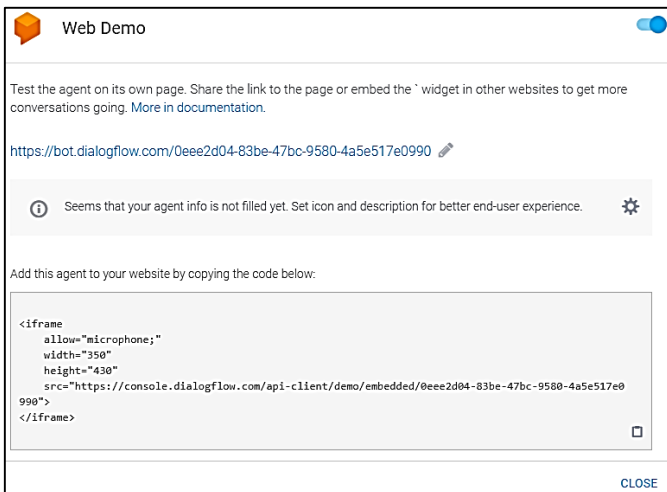 Web Demo
Test the agent on its own page. Share the link to the page or embed the ` widget in other websites to get more
conversations going. More in documentation.
https://bot.dialogflow.com/0eee2d04-83be-47bc-9580-4a5e517e0990
Seems that your agent info is not filled yet. Set icon and description for better end-user experience.
Add this agent to your website by copying the code below:
<iframe
allow="microphone;"
width="350"
height="430"
src="https://console.dialogflow.com/api-client/demo/embedded/0eee2d04-83be-47bc-9580-4a5e517e0
990">
</iframe>
CLOSE